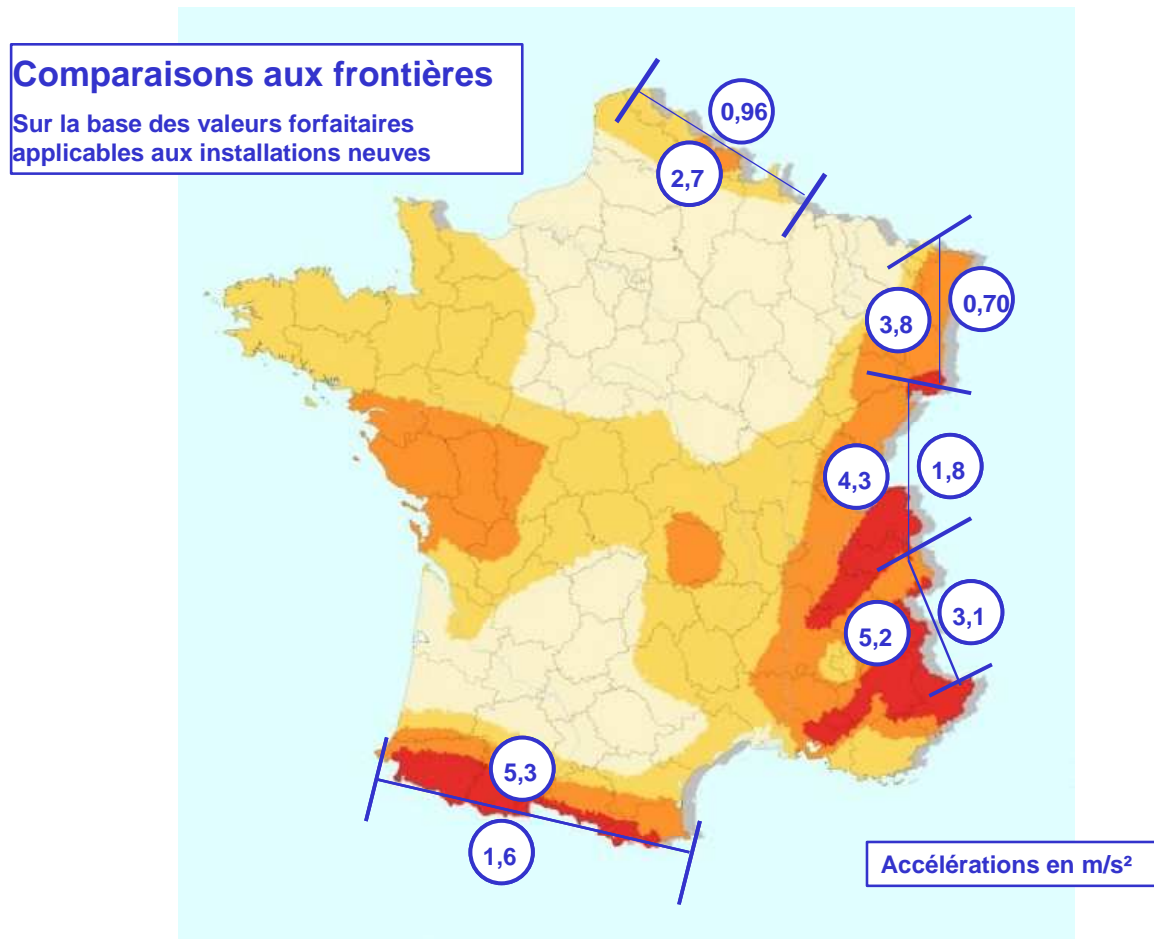 Comparaisons aux frontières
Sur la base des valeurs forfaitaires
applicables aux installations neuves
0,96
2,7
3,8
0,70
4,3
1,8
5,2
3,1
5,3
1,6
Accélérations en m/s²